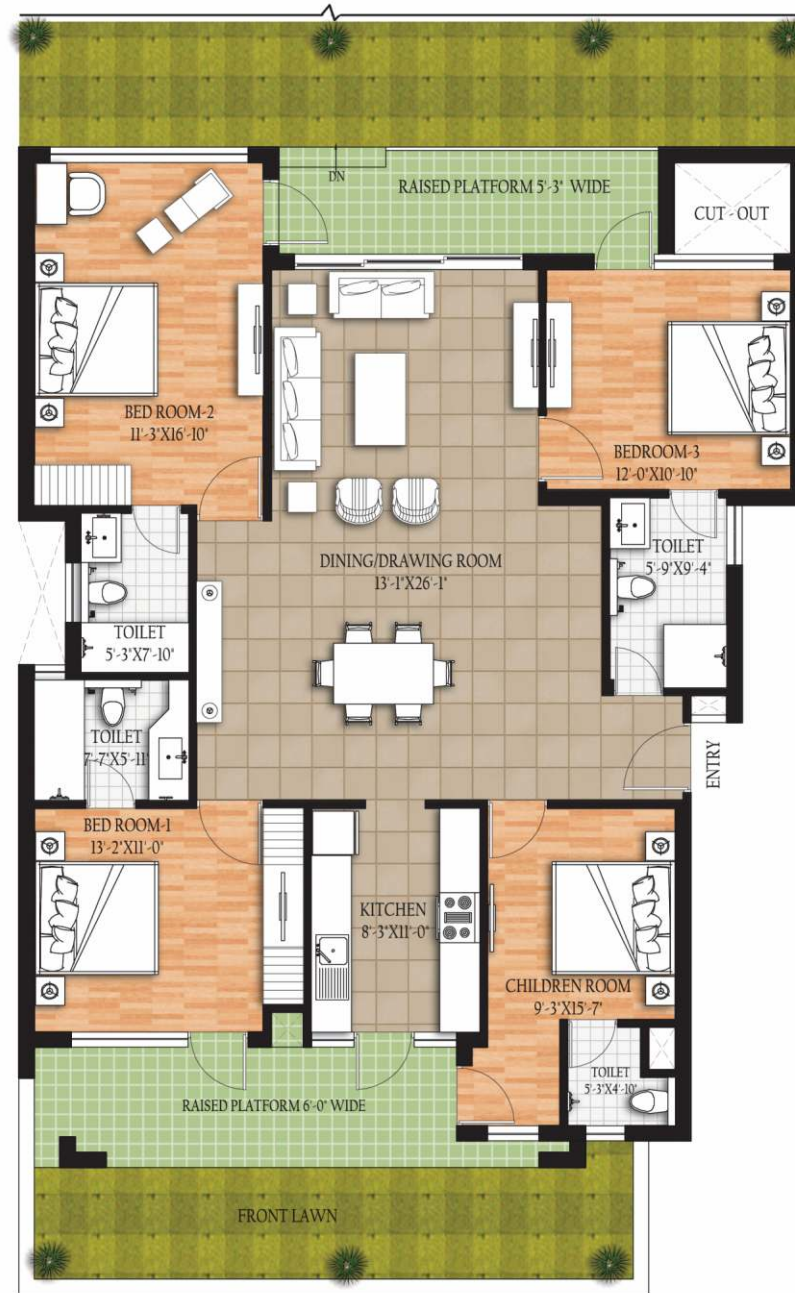 DN
RAISED PLATFORM 5'-3" WIDE
CUT - OUT
BED ROOM-2
11'-3"X16'-10"
BEDROOM-3
12'-0"X10'-10"
DINING/DRAWING ROOM
13'-1"X26'-1"
TOILET
5'-9"X9'-4"
TOILET
5'-3"X7'-10"
TOILET
7'-7"X5'-11"
ENTRY
BED ROOM-1
13'-2"X11'-0"
KITCHEN
8'-3"X11'-0"
CHILDREN ROOM
9'-3"X15'-7"
TOILET
5'-3"X4'-10"
RAISED PLATFORM 6'-0" WIDE
FRONT LAWN